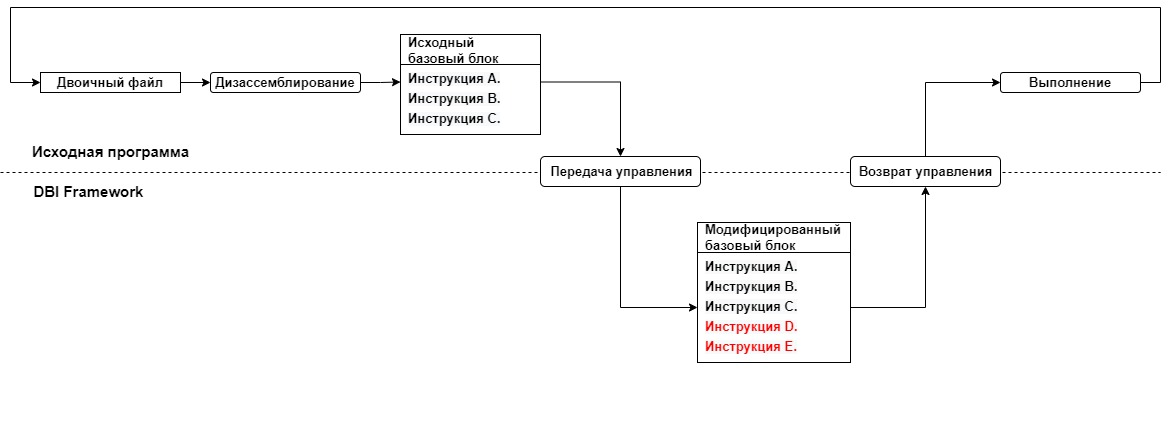 Двоичный файл
Дизассемблирование
Исходный
базовый блок
Инструкция A.
Инструкция B.
Инструкция C.
Выполнение
Исходная программа
Передача управления
Возврат управления
DBI Framework
Модифицированный
базовый блок
Инструкция A.
Инструкция B.
Инструкция C.
Инструкция D.
Инструкция E.